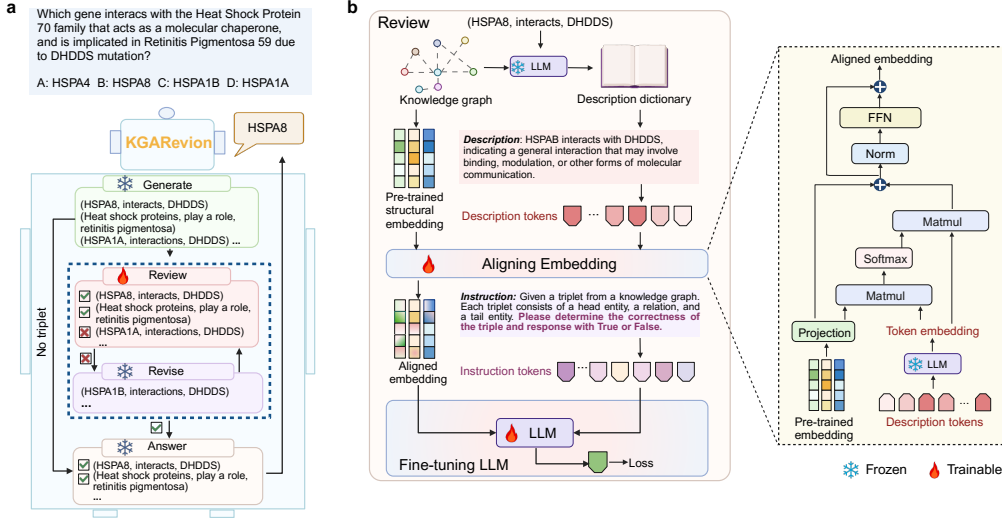 a
Which gene interacs with the Heat Shock Protein
70 family that acts as a molecular chaperone,
and is implicated in Retinitis Pigmentosa 59 due
to DHDDS mutation?
A: HSPA4 B: HSPA8 C: HSPA1B D: HSPA1A
KGARevion
HSPA8
Generate
(HSPA8, interacts, DHDDS)
(Heat shock proteins, play a role,
retinitis pigmentosa)
(HSPA1A, interactions, DHDDS) ...
No triplet
Review
(HSPA8, interacts, DHDDS)
(Heat shock proteins, play a role,
retinitis pigmentosa)
(HSPA1A, interactions, DHDDS)
...
Revise
(HSPA1B, interactions, DHDDS)
...
Answer
(HSPA8, interacts, DHDDS)
(Heat shock proteins, play a role,
retinitis pigmentosa)
...
b
Review
(HSPA8, interacts, DHDDS)
LLM
Knowledge graph
Description dictionary
Description: HSPAB interacts with DHDDS,
indicating a general interaction that may involve
binding, modulation, or other forms of molecular
communication.
Pre-trained
structural
embedding
Description tokens
...
Aligning Embedding
Instruction: Given a triplet from a knowledge graph.
Each triplet consists of a head entity, a relation, and
a tail entity. Please determine the correctness of
the triple and response with True or False.
Aligned
embedding
Instruction tokens
...
LLM
Fine-tuning LLM
Loss
Aligned embedding
FFN
Norm
Matmul
Softmax
Matmul
Projection
Token embedding
LLM
...
Pre-trained
embedding
Description tokens
Frozen
Trainable